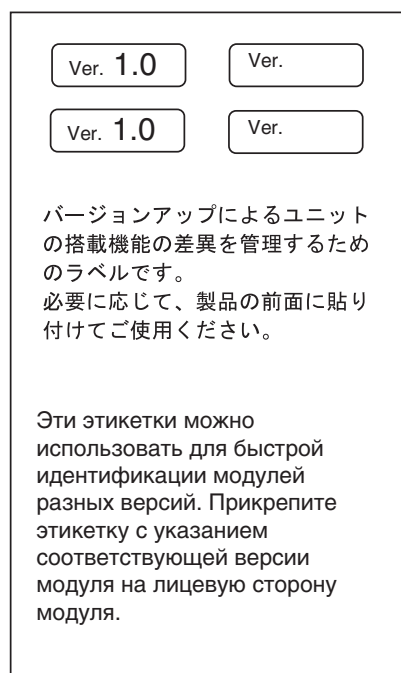 Ver. 1.0 Ver.
Ver. 1.0 Ver.
バージョンアップによるユニット
の搭載機能の差異を管理するため
のラベルです。
必要に応じて、製品の前面に貼り
付けてご使用ください。
Эти этикетки можно
использовать для быстрой
идентификации модулей
разных версий. Прикрепите
этикетку с указанием
соответствующей версии
модуля на лицевую сторону
модуля.